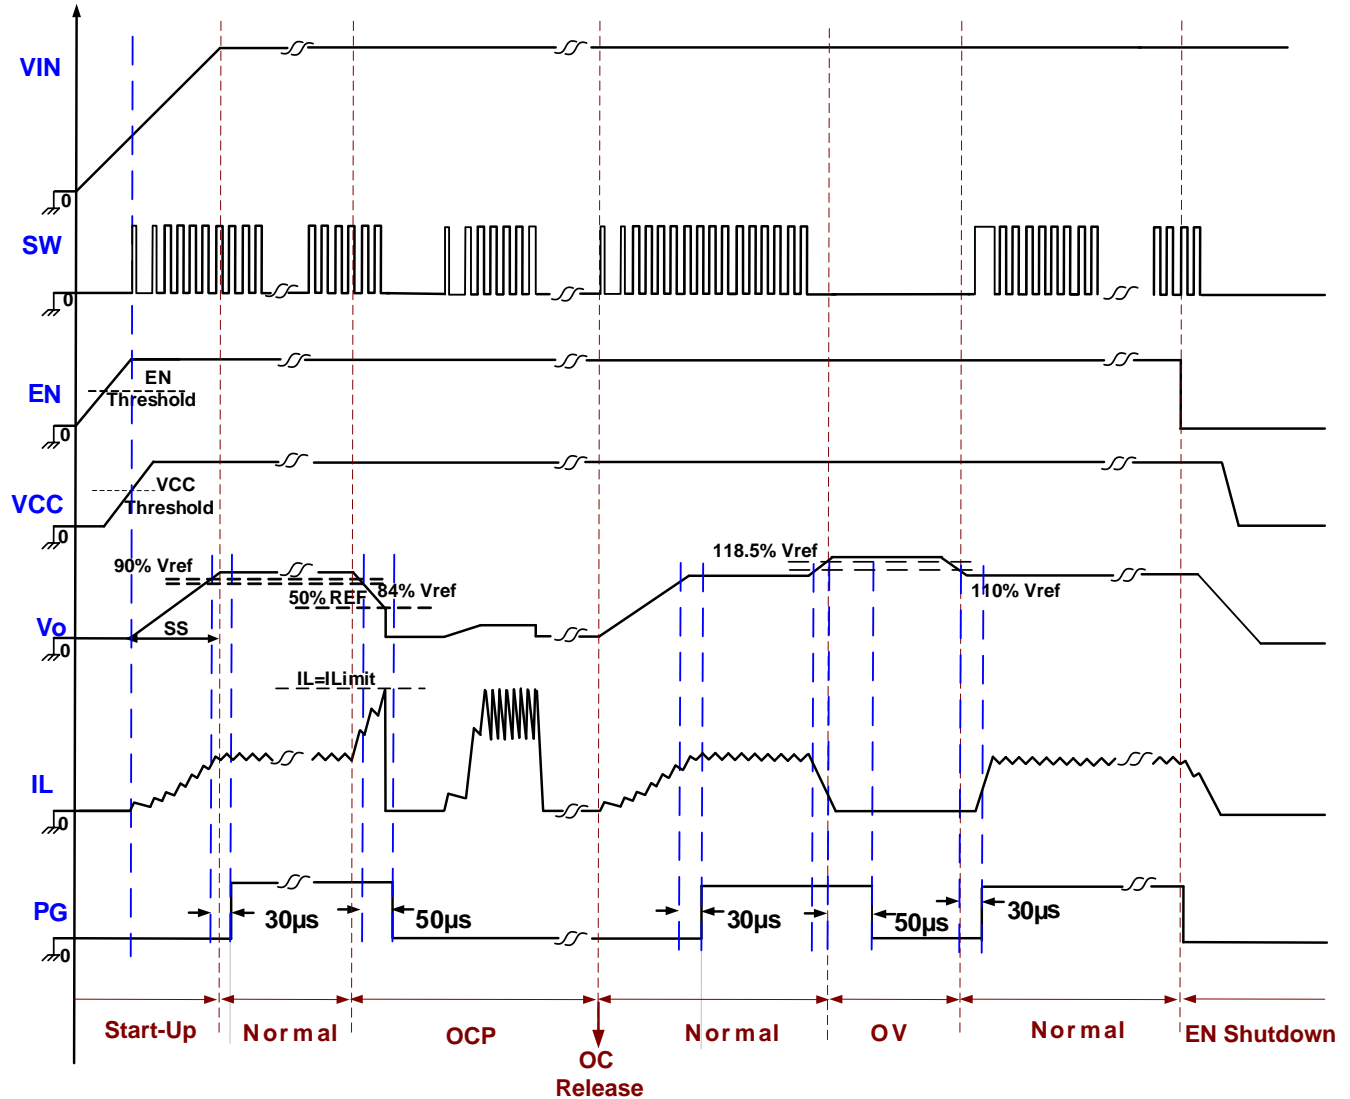 VIN
0
SW
0
EN
EN
Threshold
0
VCC
VCC
Threshold
0
90% Vref
50% REF
84% Vref
118.5% Vref
110% Vref
Vo
SS
0
IL=ILimit
IL
0
PG
30µs
50µs
30µs
50µs
30µs
0
Start-Up
Normal
OCP
Normal
OV
Normal
EN Shutdown
OC
Release